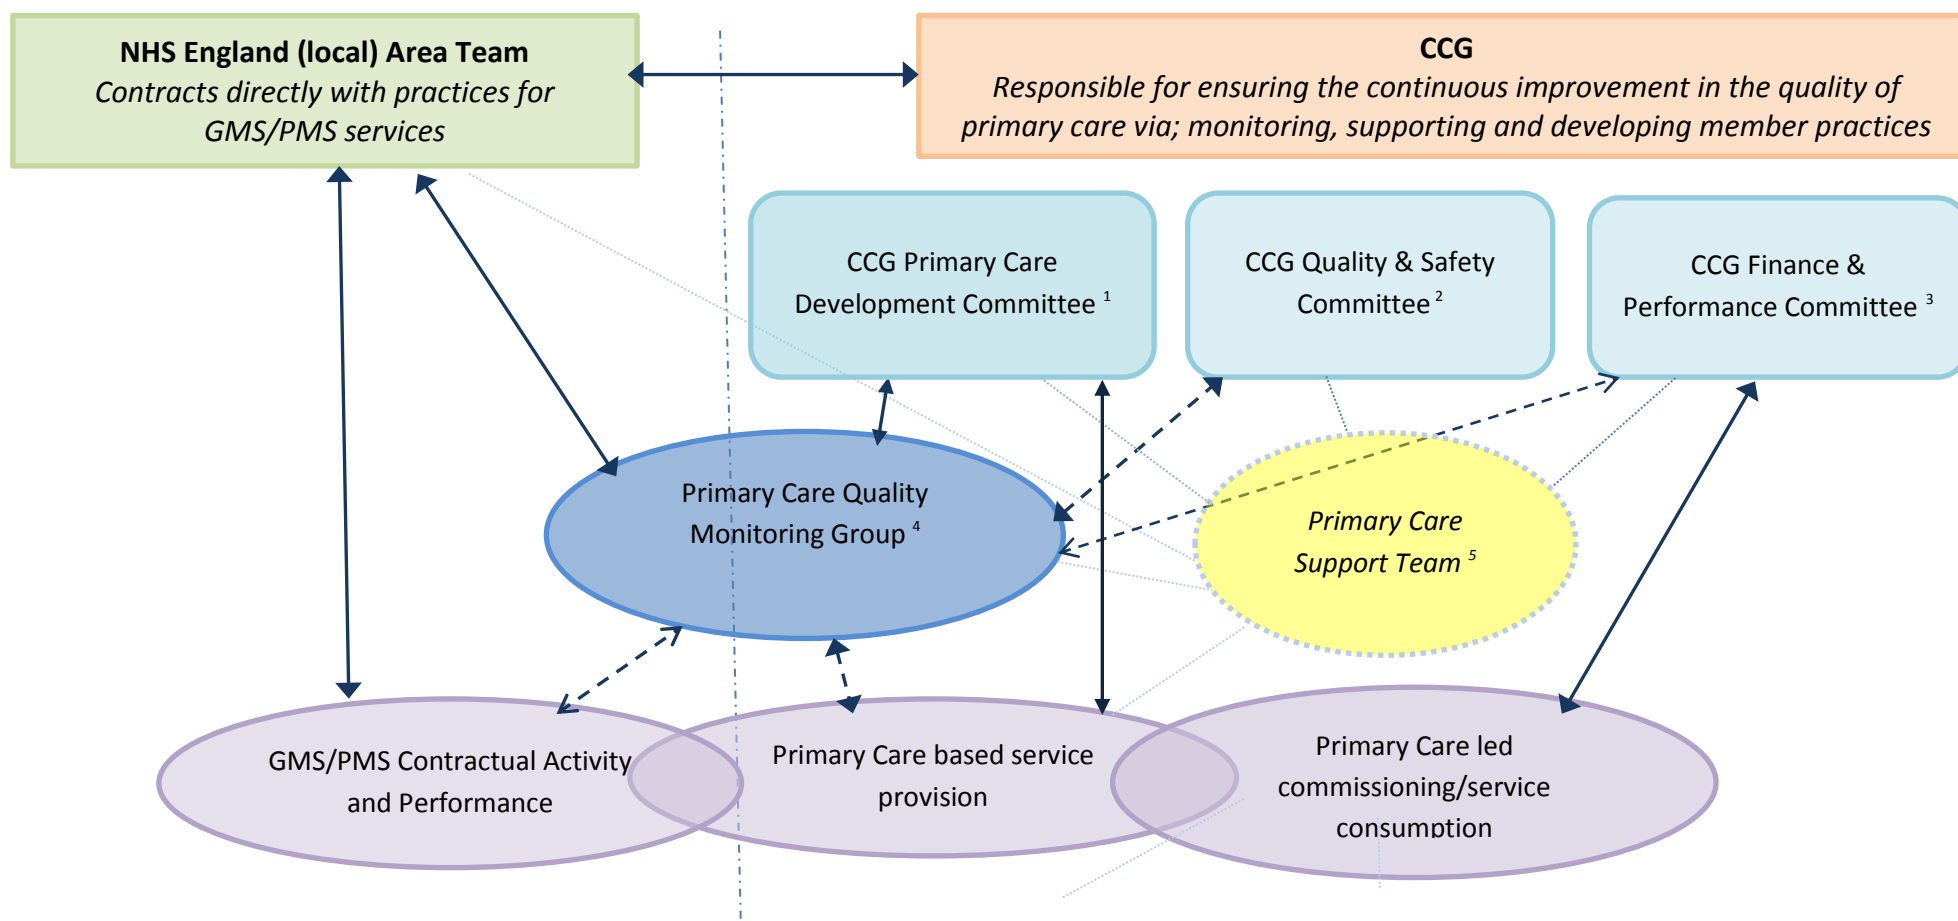 NHS England (local) Area Team
Contracts directly with practices for
GMS/PMS services
CCG
Responsible for ensuring the continuous improvement in the quality of
primary care via; monitoring, supporting and developing member practices
CCG Primary Care
Development Committee 1
CCG Quality & Safety
Committee 2
CCG Finance &
Performance Committee 3
Primary Care Quality
Monitoring Group 4
Primary Care
Support Team 5
GMS/PMS Contractual Activity
and Performance
Primary Care based service
provision
Primary Care led
commissioning/service
consumption